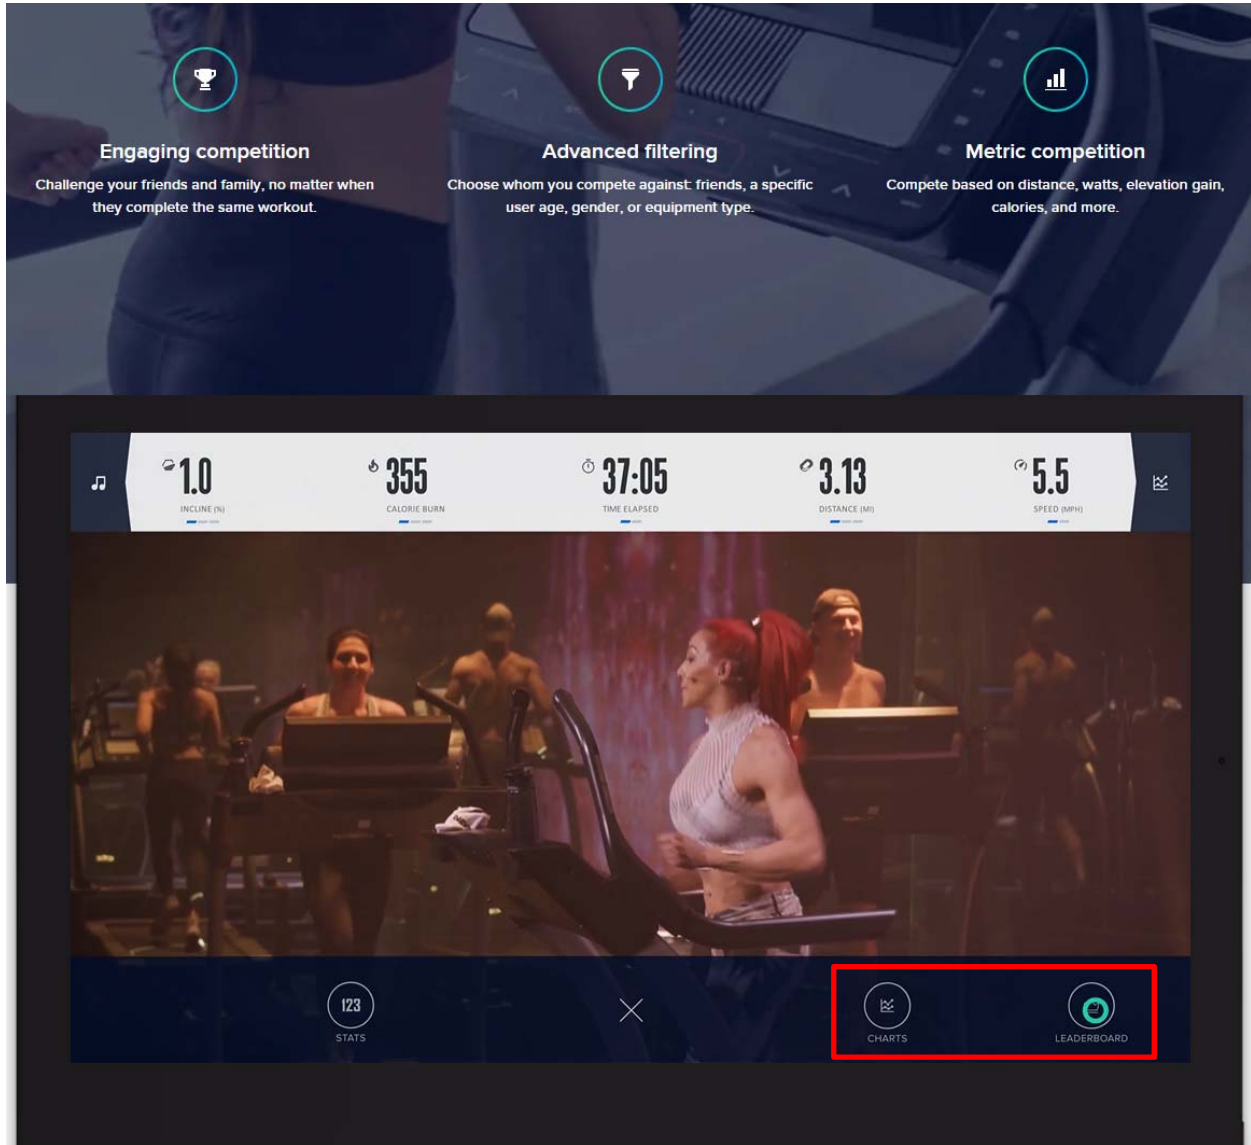 Engaging competition
Challenge your friends and family, no matter when
they complete the same workout.
Advanced filtering
Choose whom you compete against: friends, a specific
user age, gender, or equipment type.
Metric competition
Compete based on distance, watts, elevation gain,
calories, and more.
1.0
INCLINE (%)
355
CALORIE BURN
37:05
TIME ELAPSED
3.13
DISTANCE (MI)
5.5
SPEED (MPH)
123
STATS
CHARTS
LEADERBOARD